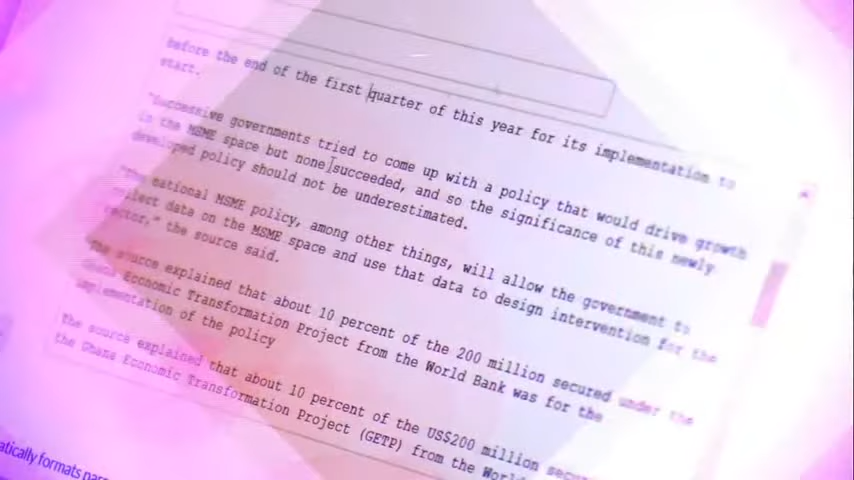 before the end of the first quarter of this year for its implementation to
start.
"Successive governments tried to come up with a policy that would drive growth
in the MSME space but none succeeded, and so the significance of this newly
developed policy should not be underestimated.
national MSME policy, among other things, will allow the government to
data on the MSME space and use that data to design intervention for the
" the source said.
The source explained that about 10 percent of the 200 million secured under the
Ghana Economic Transformation Project from the World Bank was for the
implementation of the policy
The source explained that about 10 percent of the US$200 million
the Ghana Economic Transformation Project (GETP) from the
formats